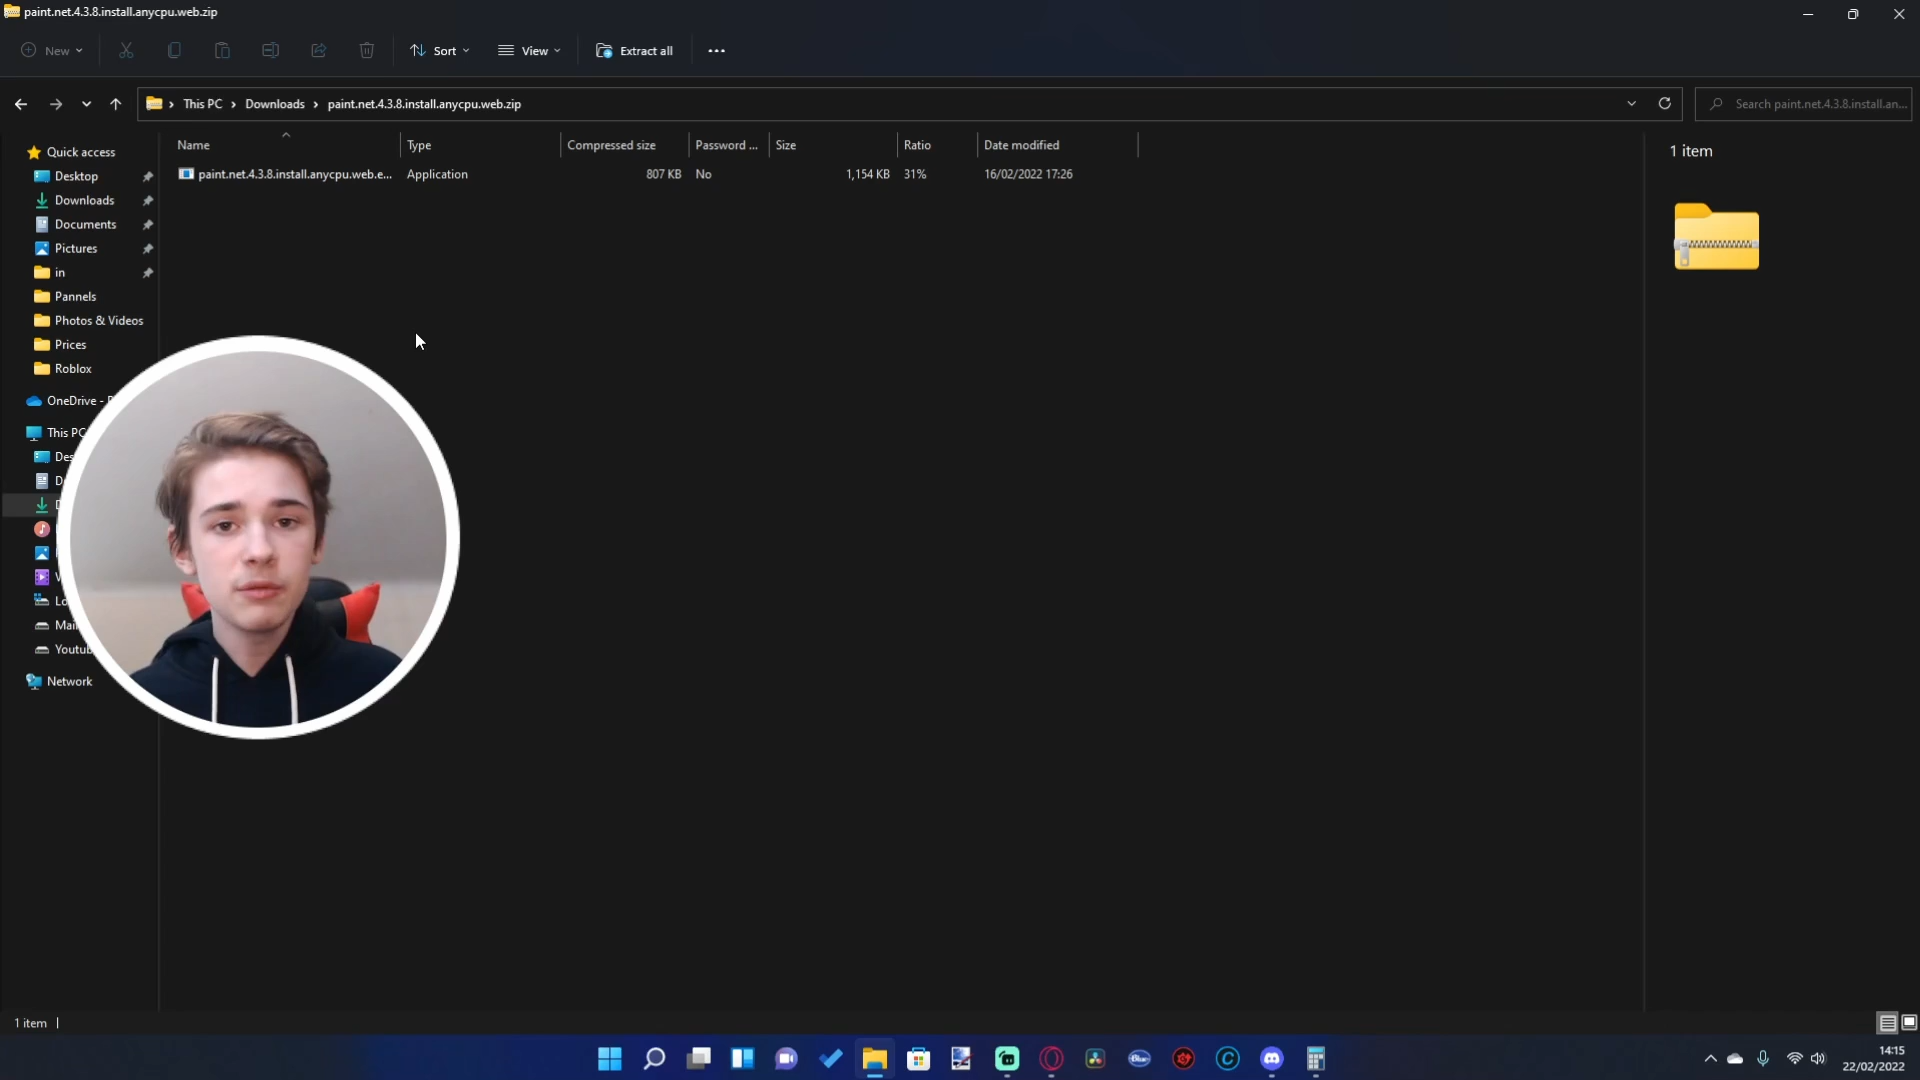 paint.net.4.3.8.install.anycpu.web.zip
New
Sort
View
Extract all
This PC
Downloads
paint.net.4.3.8.install.anycpu.web.zip
Search paint.net.4.3.8.install.an...
Name
Type
Compressed size
Password ...
Size
Ratio
Date modified
paint.net.4.3.8.install.anycpu.web.e...
Application
807 KB
No
1,154 KB
31%
16/02/2022 17:26
1 item
Quick access
Desktop
Downloads
Documents
Pictures
in
Pannels
Photos & Videos
Prices
Roblox
OneDrive -
This PC
Network
1 item
14:15
22/02/2022